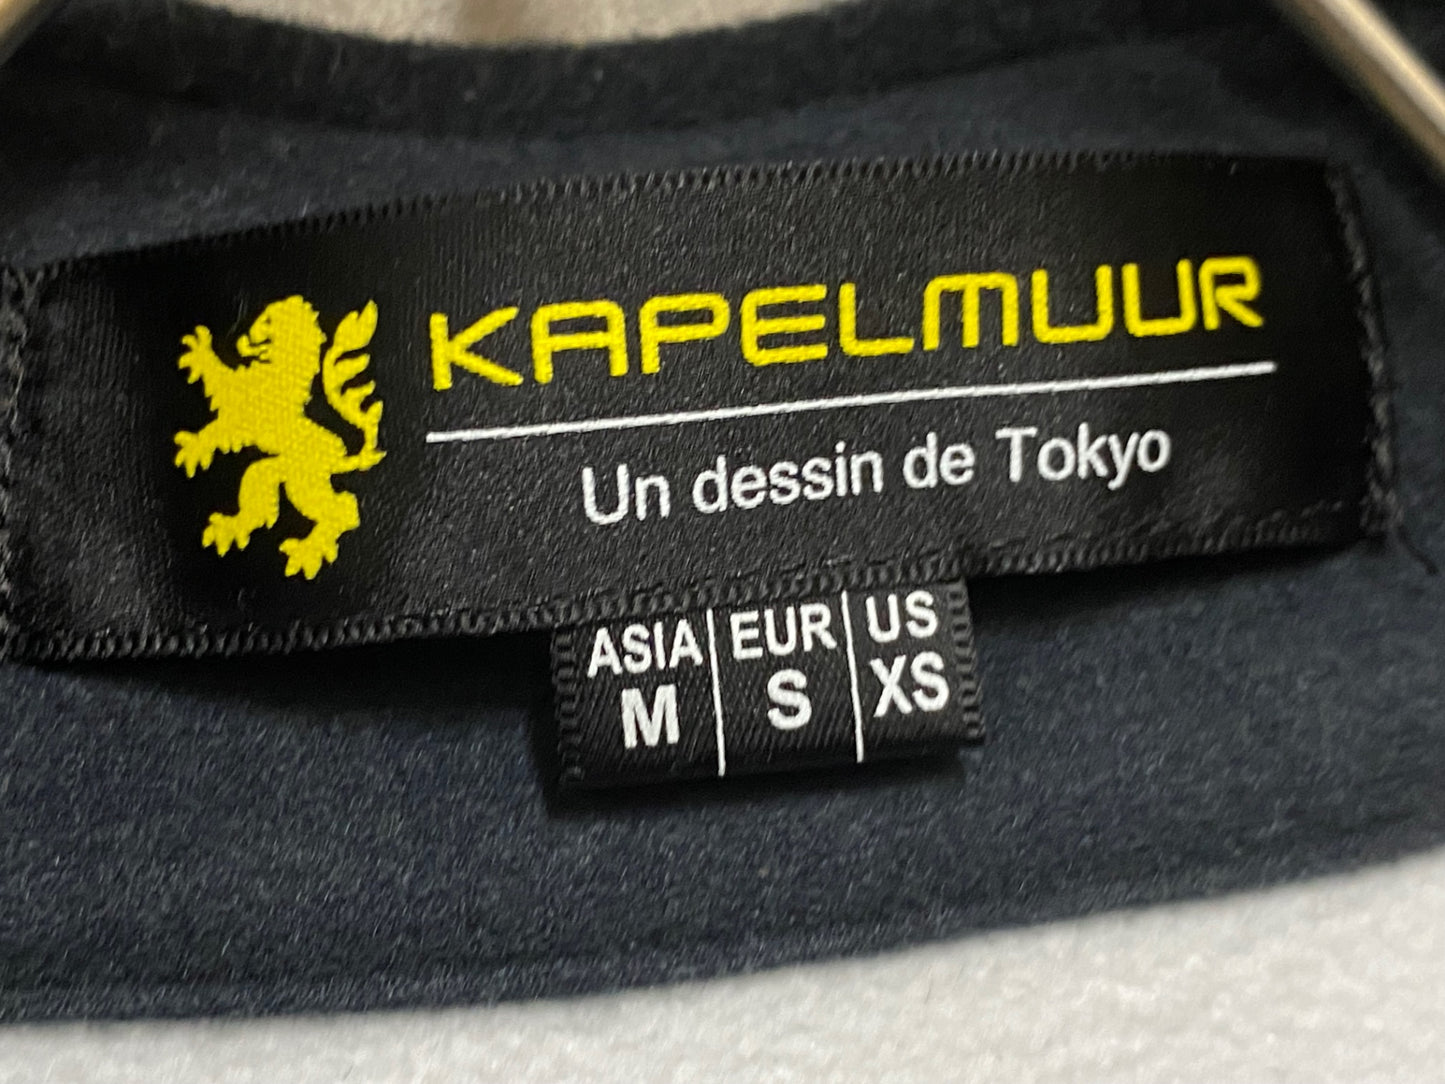 KAPELMUUR
Un dessin de Tokyo
ASIA EUR US
M S XS